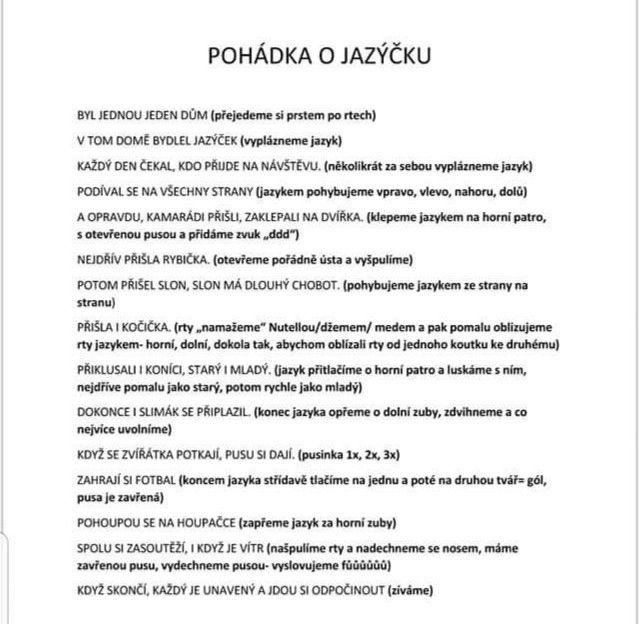 POHÁDKA O JAZÝČKU
BYL JEDNOU JEDEN DŮM (přejedeme si prstem po rtech)
V TOM DOMĚ BYDLEL JAZÝČEK (vyplázneme jazyk)
KAŽDÝ DEN ČEKAL, KDO PŘIJDE NA NÁVŠTĚVU. (několikrát za sebou vyplázneme jazyk)
PODÍVAL SE NA VŠECHNY STRANY (jazykem pohybujeme vpravo, vlevo, nahoru, dolů)
A OPRAVDU, KAMARÁDI PŘIŠLI, ZAKLEPALI NA DVÍŘKA. (klepeme jazykem na horní patro,
s otevřenou pusou a přidáme zvuk „ddd“)
NEJDŘÍV PŘIŠLA RYBIČKA. (otevřeme pořádně ústa a vyšpulíme)
POTOM PŘIŠEL SLON, SLON MÁ DLOUHÝ CHOBOT. (pohybujeme jazykem ze strany na
stranu)
PŘIŠLA I KOČIČKA. (rty „namažeme“ Nutellou/džemem/ medem a pak pomalu oblizujeme
rty jazykem- horní, dolní, dokola tak, abychom oblízali rty od jednoho koutku ke druhému)
PŘIKLUSALI I KONÍCI, STARÝ I MLADÝ. (jazyk přitlačíme o horní patro a luskáme s ním,
nejdříve pomalu jako starý, potom rychle jako mladý)
DOKONCE I SLIMÁK SE PŘIPLAZIL. (konec jazyka opřeme o dolní zuby, zdvihneme a co
nejvíce uvolníme)
KDYŽ SE ZVÍŘÁTKA POTKAJÍ, PUSU SI DAJÍ. (pusinka 1x, 2x, 3x)
ZAHRAJÍ SI FOTBAL (koncem jazyka střídavě tlačíme na jednu a poté na druhou tvář= gól,
pusa je zavřená)
POHOUPOU SE NA HOUPAČCE (zapřeme jazyk za horní zuby)
SPOLU SI ZASOUTĚŽÍ, I KDYŽ JE VÍTR (našpulíme rty a nadechneme se nosem, máme
zavřenou pusu, vydechneme pusou- vyslovujeme fůůůůůů)
KDYŽ SKONČÍ, KAŽDÝ JE UNAVENÝ A JDOU SI ODPOČINOUT (zíváme)